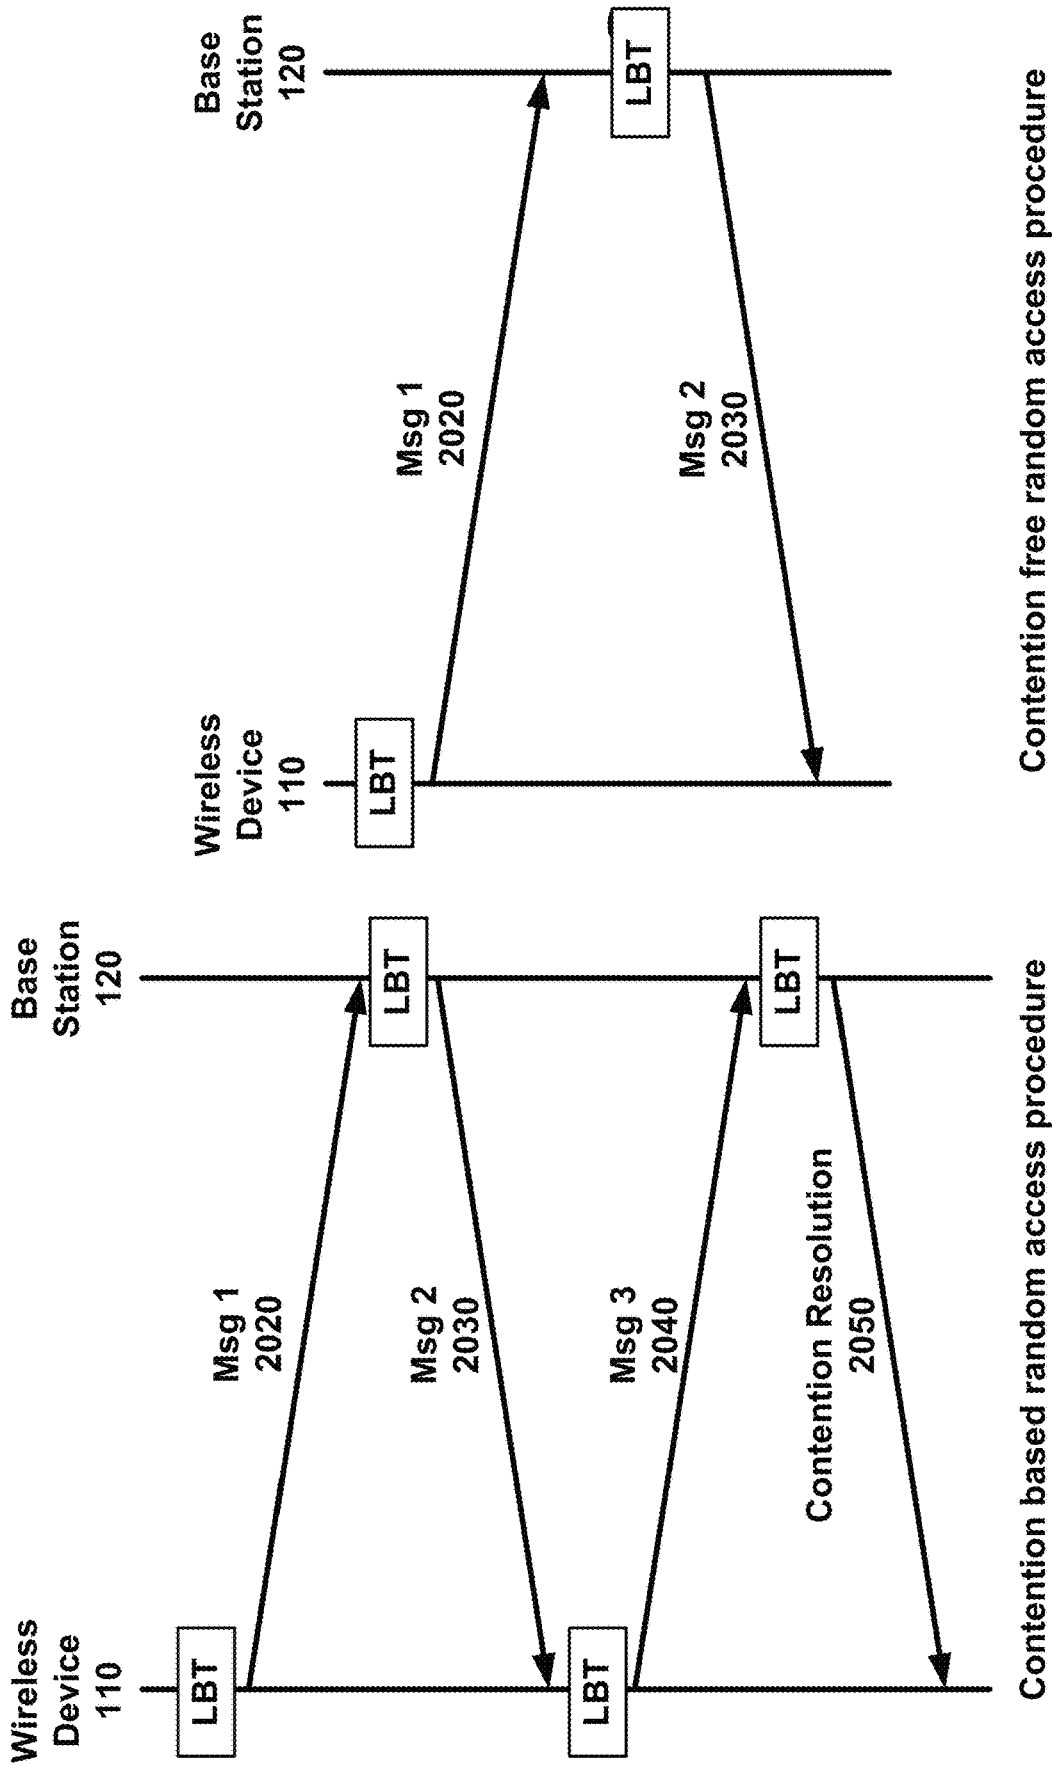 Wireless
Device
110
Base
Station
120
LBT
Msg 1
2020
LBT
Msg 2
2030
LBT
Msg 3
2040
LBT
Contention Resolution
2050
Contention based random access procedure
Wireless
Device
110
Base
Station
120
LBT
Msg 1
2020
LBT
Msg 2
2030
Contention free random access procedure